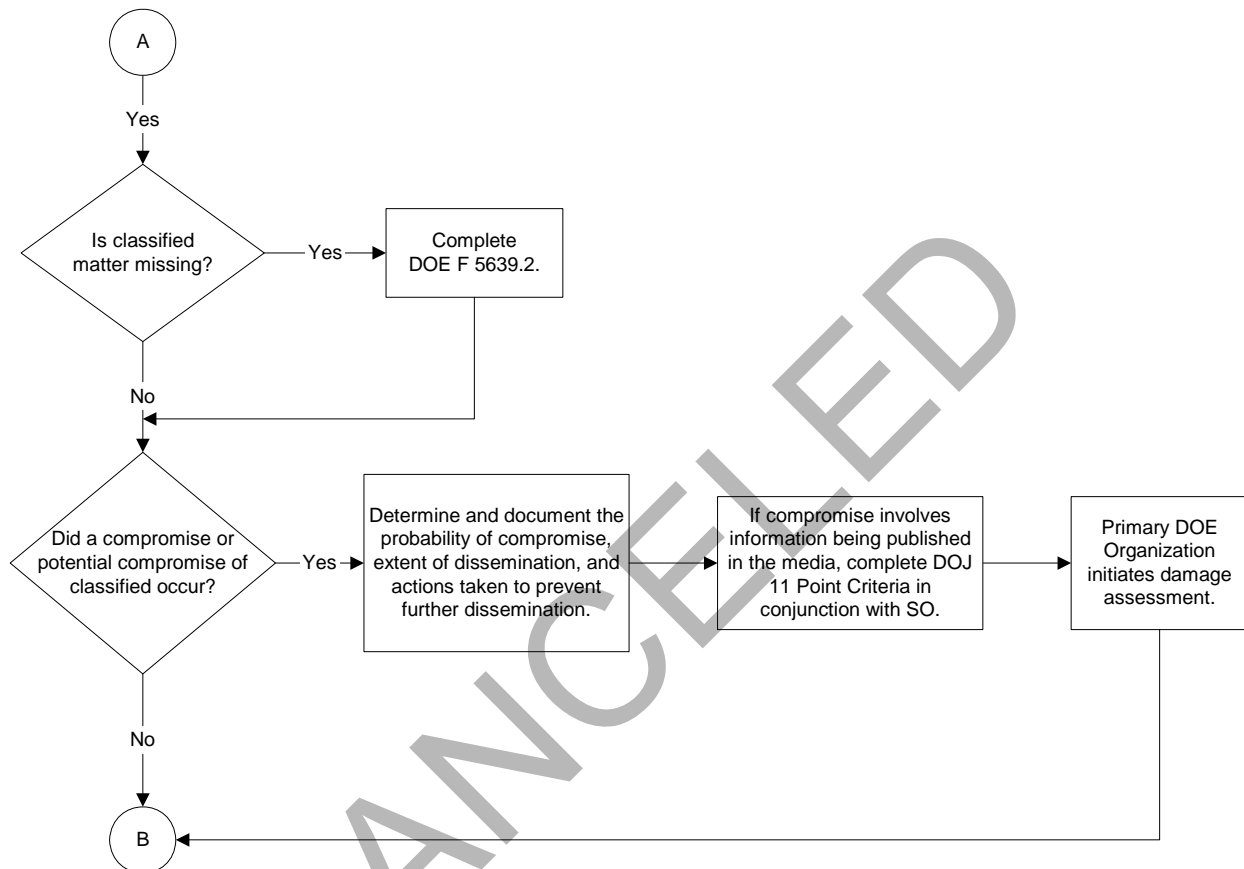 A
Yes
Is classified
matter missing?
Yes
Complete
DOE F 5639.2.
No
Did a compromise or
potential compromise of
classified occur?
Yes
Determine and document the
probability of compromise,
extent of dissemination, and
actions taken to prevent
further dissemination.
If compromise involves
information being published
in the media, complete DOJ
11 Point Criteria in
conjunction with SO.
Primary DOE
Organization
initiates damage
assessment.
No
B
ANCELED